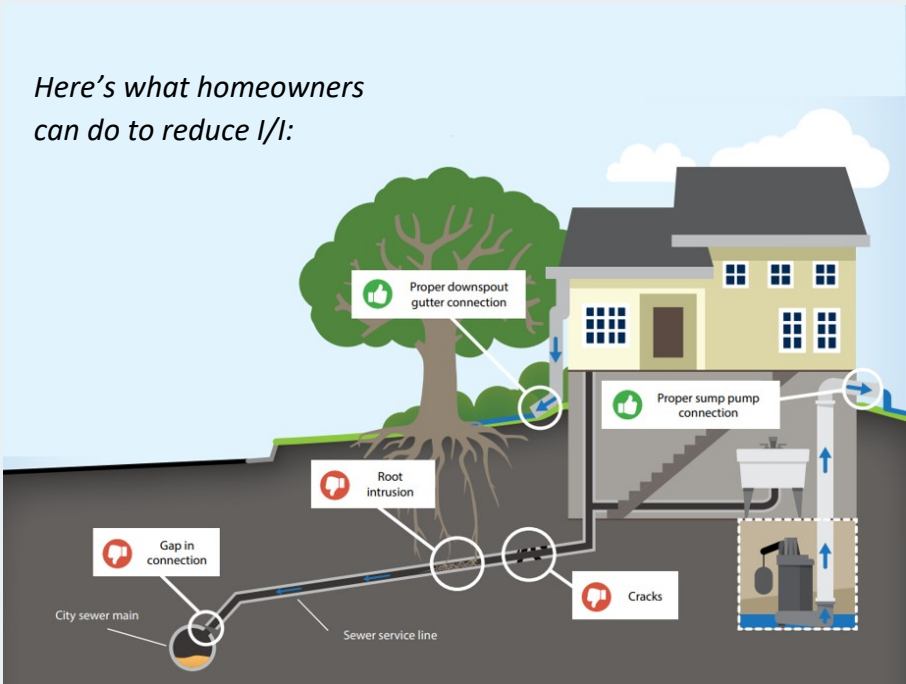 Here’s what homeowners
can do to reduce I/I:
Proper downspout
gutter connection
Proper sump pump
connection
Root
intrusion
Gap in
connection
Cracks
City sewer main
Sewer service line